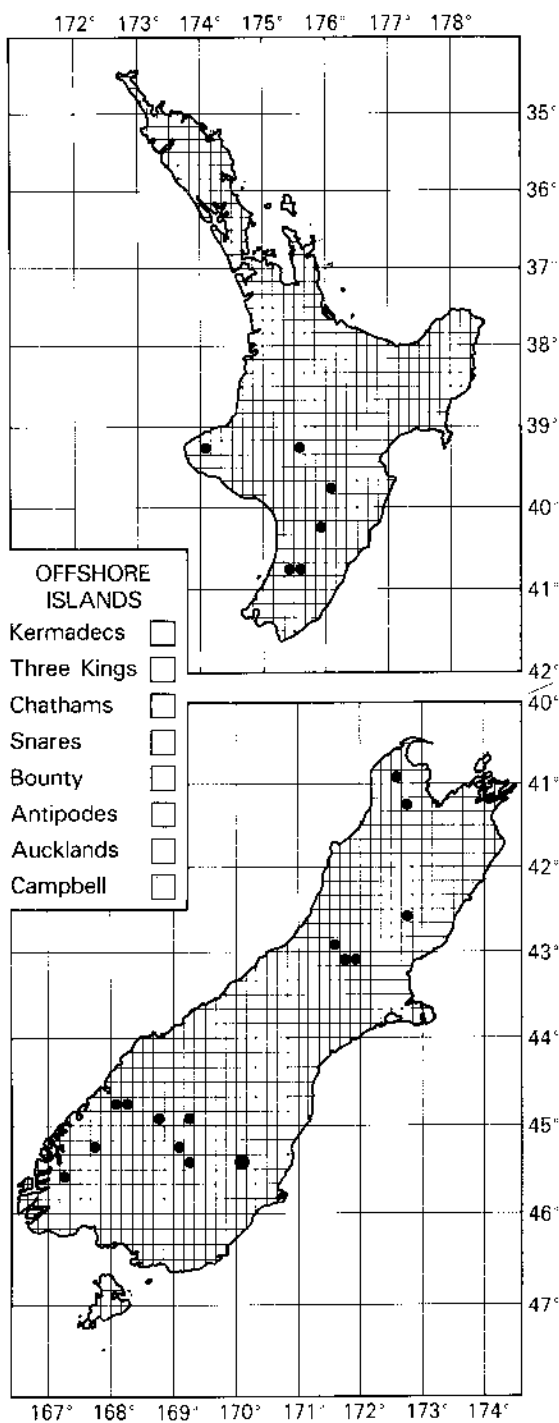 172° 174° 175° 176° 177° 178°
35°
36°
37°
38°
39°
40°
41°
42°
OFFSHORE
ISLANDS
Kermadecs
Three Kings
Chathams
Snares
Bounty
Antipodes
Aucklands
Campbell
40°
41°
42°
43°
44°
45°
46°
47°
167° 168° 169° 170° 171° 172° 173° 174°